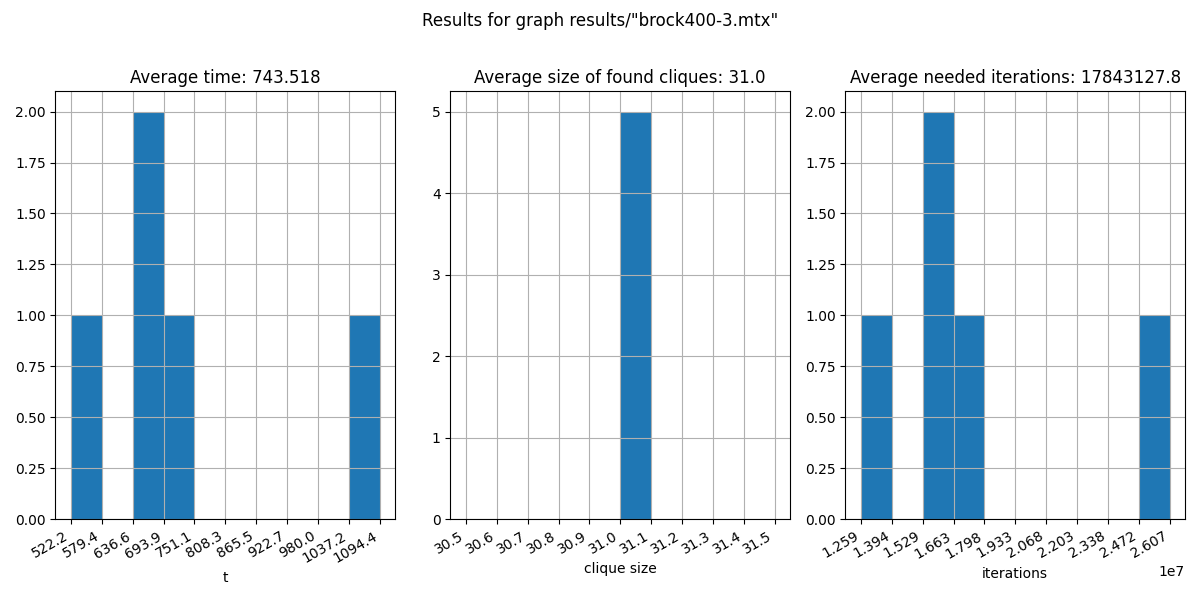 Results for graph results/"brock400-3.mtx"
Average time: 743.518
2.00
1.75
1.50
1.25
1.00
0.75
0.50
0.25
0.00
522.2 579.4 636.6 693.9 751.1 808.3 865.5 922.7 980.0 1037.2 1094.4
t
Average size of found cliques: 31.0
5
4
3
2
1
0
30.5 30.6 30.7 30.8 30.9 31.0 31.1 31.2 31.3 31.4 31.5
clique size
Average needed iterations: 17843127.8
2.00
1.75
1.50
1.25
1.00
0.75
0.50
0.25
0.00
1.259 1.394 1.529 1.663 1.798 1.933 2.068 2.203 2.338 2.472 2.607
1e7
iterations